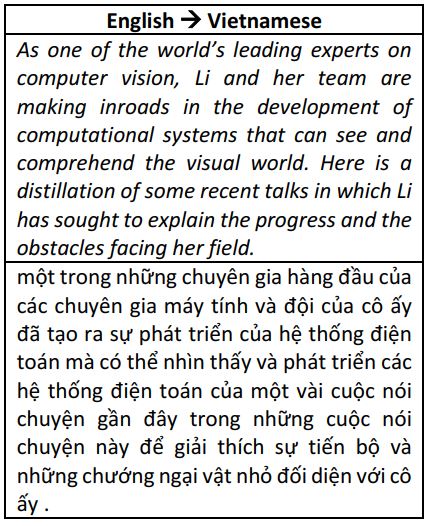 English → Vietnamese
As one of the world’s leading experts on
computer vision, Li and her team are
making inroads in the development of
computational systems that can see and
comprehend the visual world. Here is a
distillation of some recent talks in which Li
has sought to explain the progress and the
obstacles facing her field.
một trong những chuyên gia hàng đầu của
các chuyên gia máy tính và đội của cô ấy
đã tạo ra sự phát triển của hệ thống điện
toán mà có thể nhìn thấy và phát triển các
hệ thống điện toán của một vài cuộc nói
chuyện gần đây trong những cuộc nói
chuyện này để giải thích sự tiến bộ và
những chướng ngại vật nhỏ đối diện với cô
ấy .